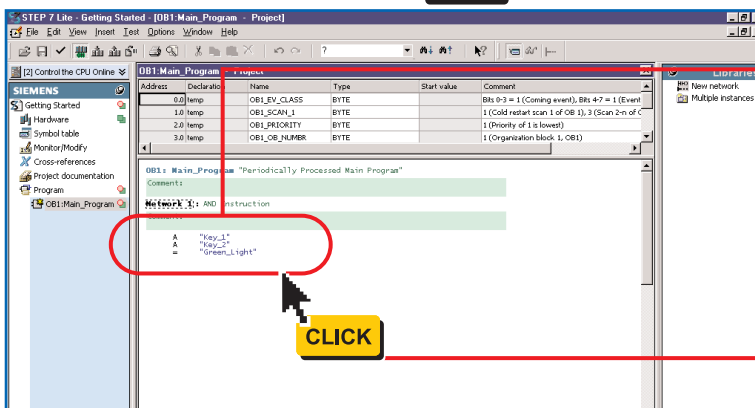 STEP 7 Lite - Getting Started - [OB1:Main_Program - Project]
File Edit View Insert Test Options Window Help
?
[2] Control the CPU Online
SIEMENS
Getting Started
Hardware
Symbol table
Monitor/Modify
Cross-references
Project documentation
Program
OB1:Main_Program
OB1:Main_Program - Project
Address Declaration Name Type Start value Comment
0.0 temp OB1_EV_CLASS BYTE Bits 0-3 = 1 (Coming event), Bits 4-7 = 1 (Event
1.0 temp OB1_SCAN_1 BYTE 1 (Cold restart scan 1 of OB 1), 3 (Scan 2-n of O
2.0 temp OB1_PRIORITY BYTE 1 (Priority of 1 is lowest)
3.0 temp OB1_OB_NUMBR BYTE 1 (Organization block 1, OB1)
OB1: Main_Program "Periodically Processed Main Program"
Comment:
Network 1: AND Instruction
Comment:
A "Key_1"
A "Key_2"
= "Green_Light"
CLICK
Libraries
New network
Multiple instances